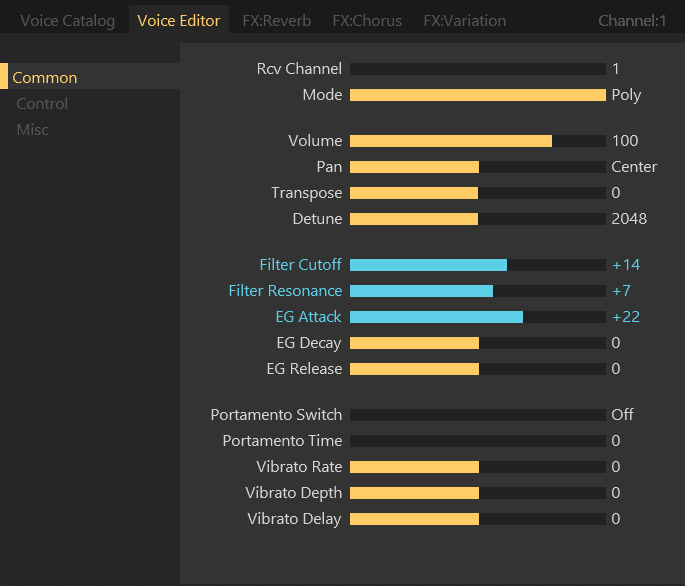 Voice Catalog Voice Editor FX:Reverb FX:Chorus FX:Variation Channel:1
Common
Control
Misc
Rcv Channel 1
Mode Poly
Volume 100
Pan Center
Transpose 0
Detune 2048
Filter Cutoff +14
Filter Resonance +7
EG Attack +22
EG Decay 0
EG Release 0
Portamento Switch Off
Portamento Time 0
Vibrato Rate 0
Vibrato Depth 0
Vibrato Delay 0